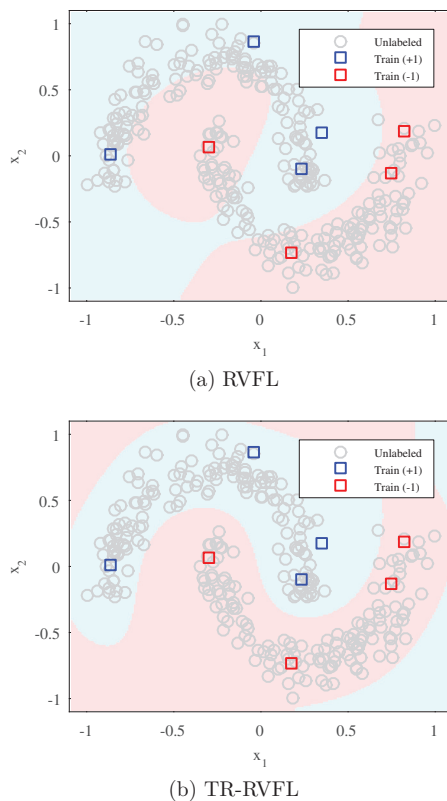 1
0.5
0
-0.5
-1
x2
Unlabeled
Train (+1)
Train (-1)
-1 -0.5 0 0.5 1
x1
(a) RVFL
1
0.5
0
-0.5
-1
x2
Unlabeled
Train (+1)
Train (-1)
-1 -0.5 0 0.5 1
x1
(b) TR-RVFL